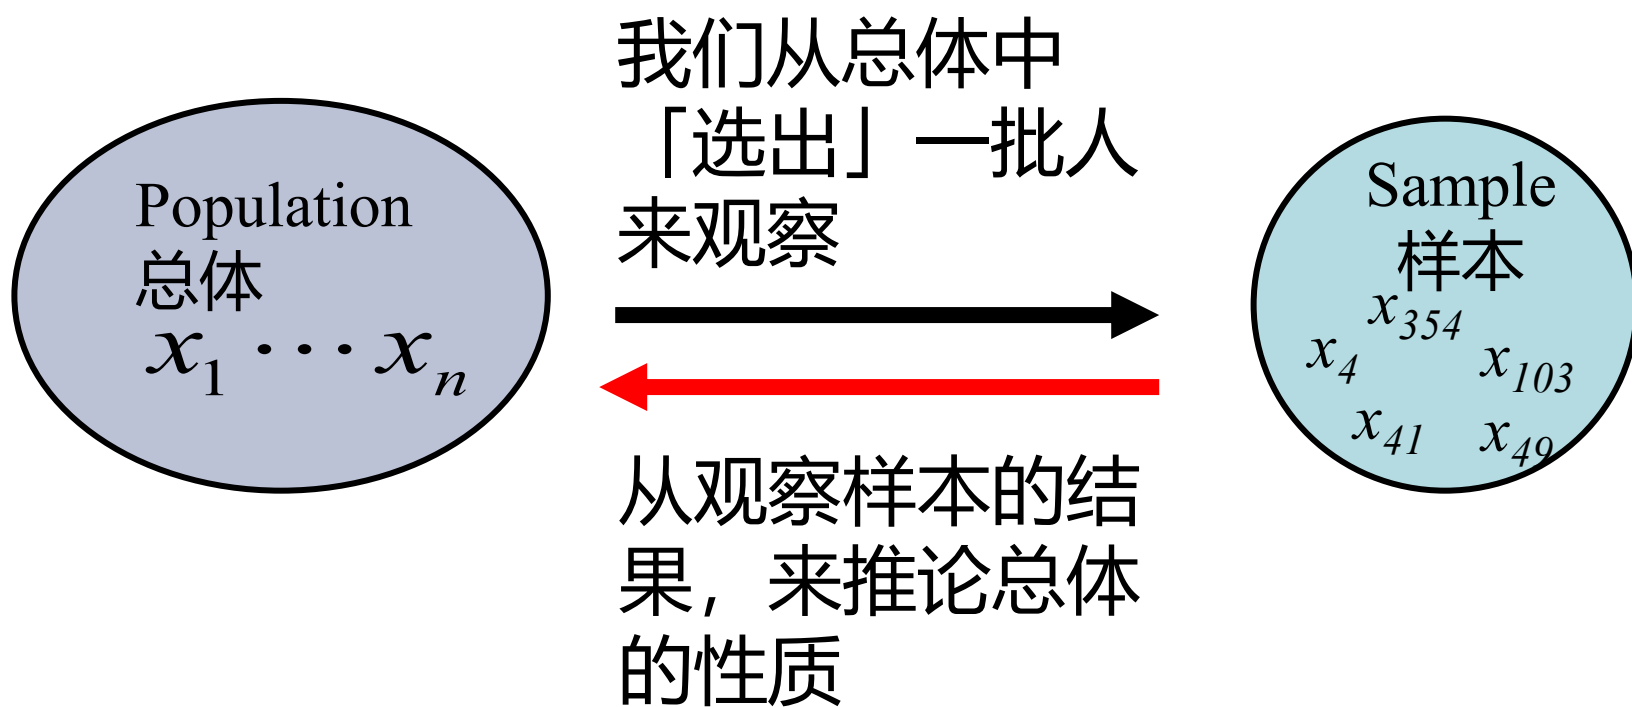 Population
总体
x₁ ··· xₙ
我们从总体中
「选出」一批人
来观察
从观察样本的结
果，来推论总体
的性质
Sample
样本
x₃₅₄
x₄
x₁₀₃
x₄₁
x₄₉